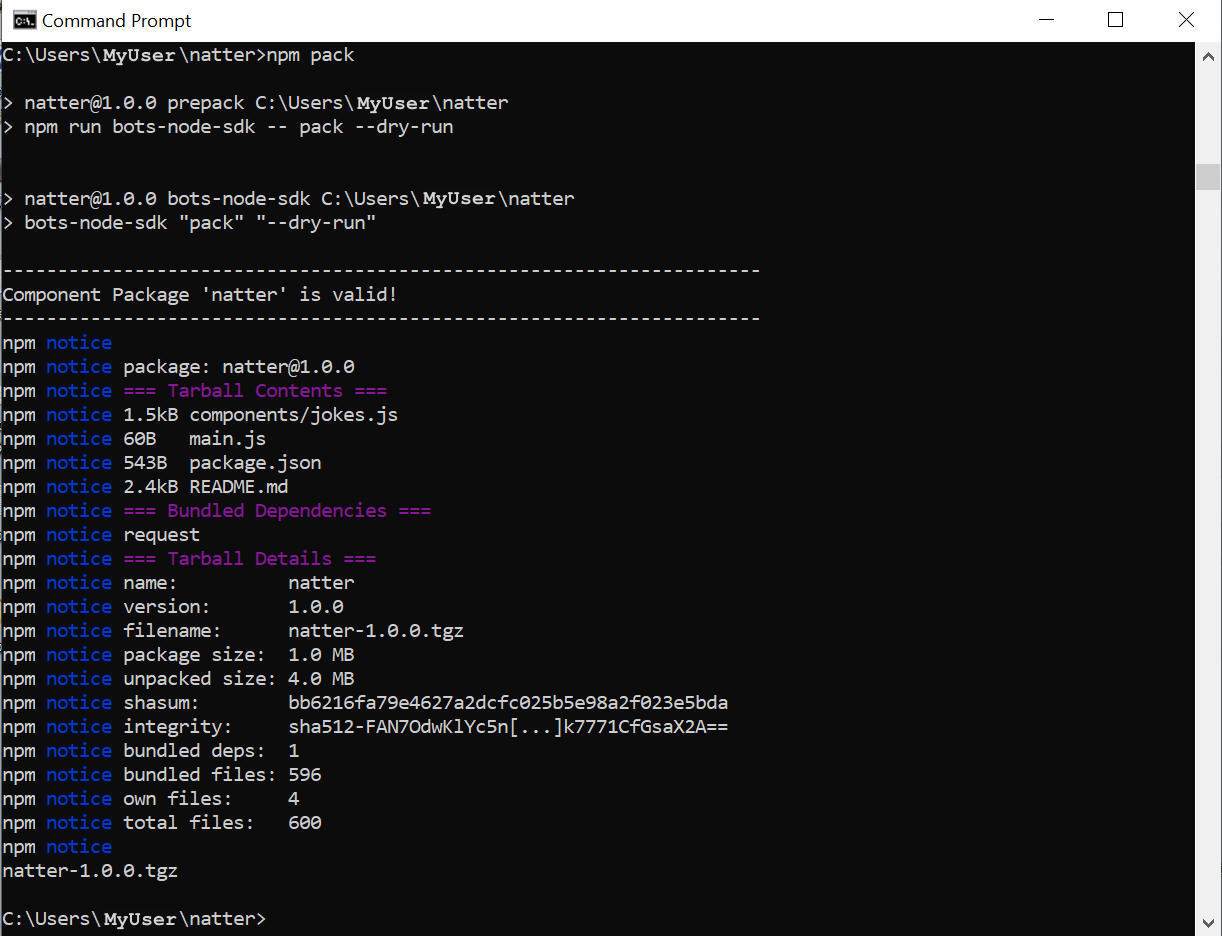 Command Prompt
C:\Users\MyUser\natter>npm pack
> natter@1.0.0 prepack C:\Users\MyUser\natter
> npm run bots-node-sdk -- pack --dry-run
> natter@1.0.0 bots-node-sdk C:\Users\MyUser\natter
> bots-node-sdk "pack" "--dry-run"
---------------------------------------------------------------------
Component Package 'natter' is valid!
---------------------------------------------------------------------
npm notice
npm notice package: natter@1.0.0
npm notice === Tarball Contents ===
npm notice 1.5kB components/jokes.js
npm notice 60B   main.js
npm notice 543B  package.json
npm notice 2.4kB README.md
npm notice === Bundled Dependencies ===
npm notice request
npm notice === Tarball Details ===
npm notice name:          natter
npm notice version:       1.0.0
npm notice filename:      natter-1.0.0.tgz
npm notice package size:  1.0 MB
npm notice unpacked size: 4.0 MB
npm notice shasum:        bb6216fa79e4627a2dcfc025b5e98a2f023e5bda
npm notice integrity:     sha512-FAN7OdwKlYc5n[...]k7771CfGsaX2A==
npm notice bundled deps:  1
npm notice bundled files: 596
npm notice own files:     4
npm notice total files:   600
npm notice
natter-1.0.0.tgz
C:\Users\MyUser\natter>